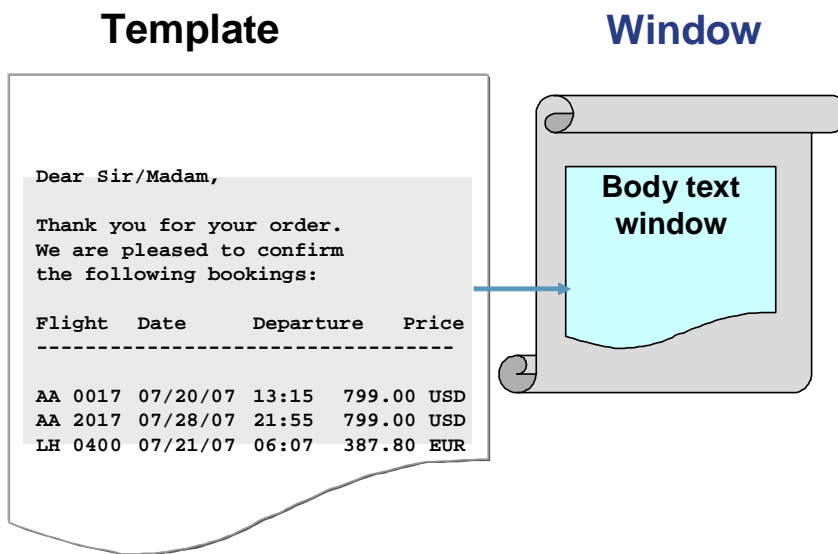 Template
Window
Dear Sir/Madam,
Thank you for your order.
We are pleased to confirm
the following bookings:
Flight Date Departure Price
----------------------------------
AA 0017 07/20/07 13:15 799.00 USD
AA 2017 07/28/07 21:55 799.00 USD
LH 0400 07/21/07 06:07 387.80 EUR
Body text
window